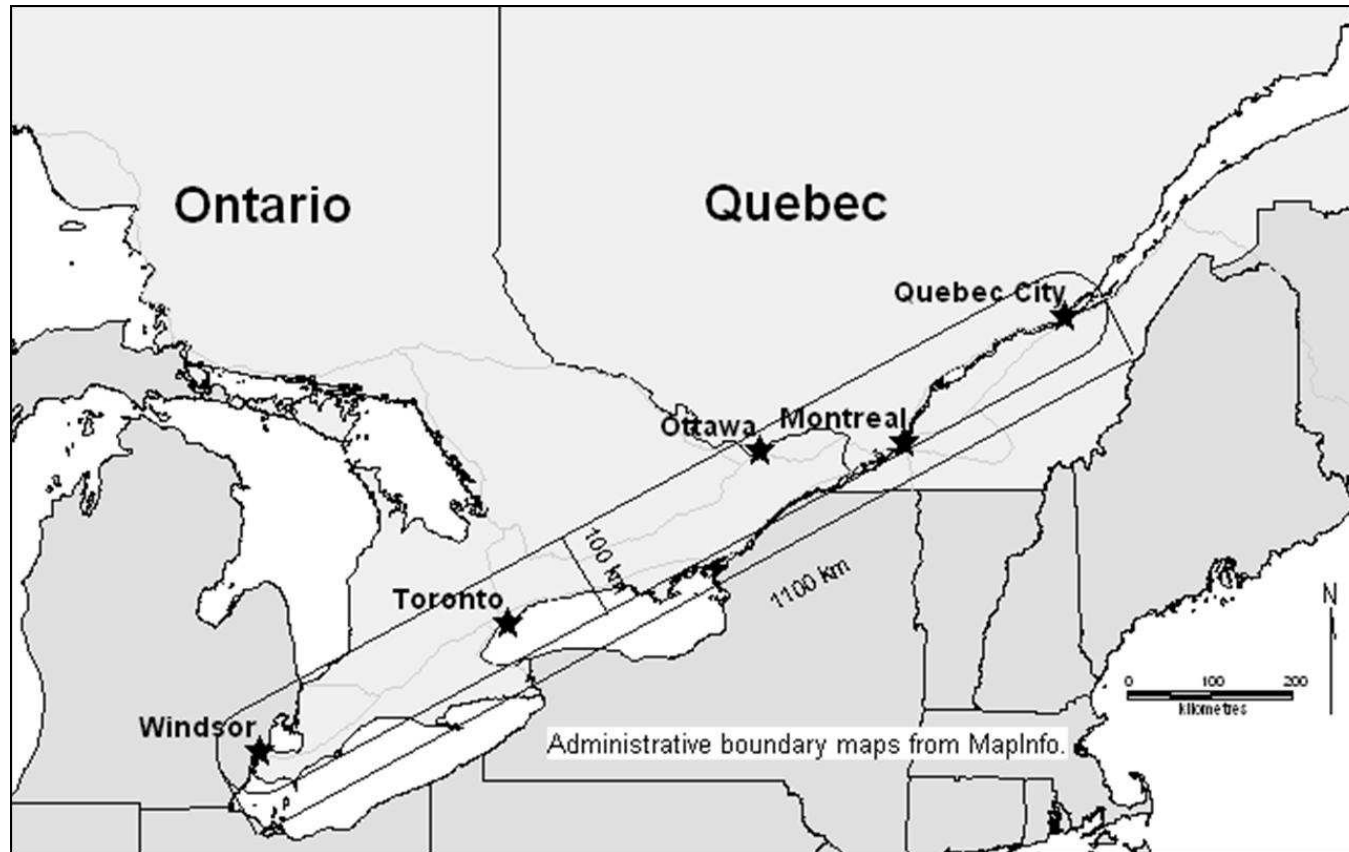 Ontario
Quebec
Quebec City
Ottawa
Montreal
100 km
1100 km
Toronto
N
0 100 200
kilometres
Windsor
Administrative boundary maps from MapInfo.